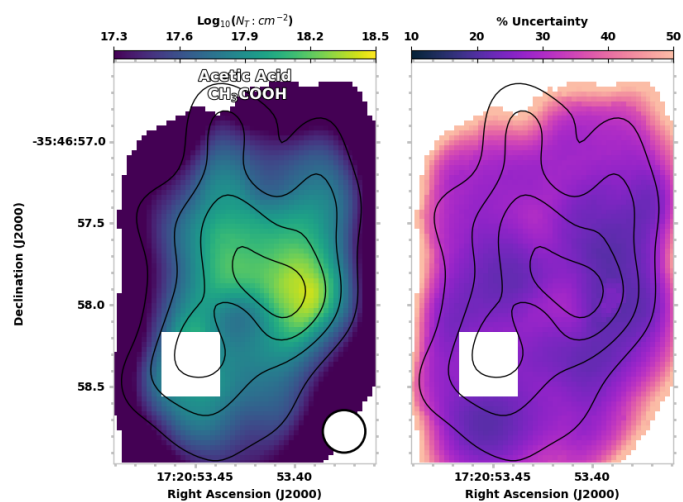 Log₁₀(N_T : cm⁻²)
17.3 17.6 17.9 18.2 18.5
% Uncertainty
10 20 30 40 50
Acetic Acid
CH₃COOH
Declination (J2000)
-35:46:57.0
57.5
58.0
58.5
17:20:53.45 53.40
Right Ascension (J2000)
17:20:53.45 53.40
Right Ascension (J2000)